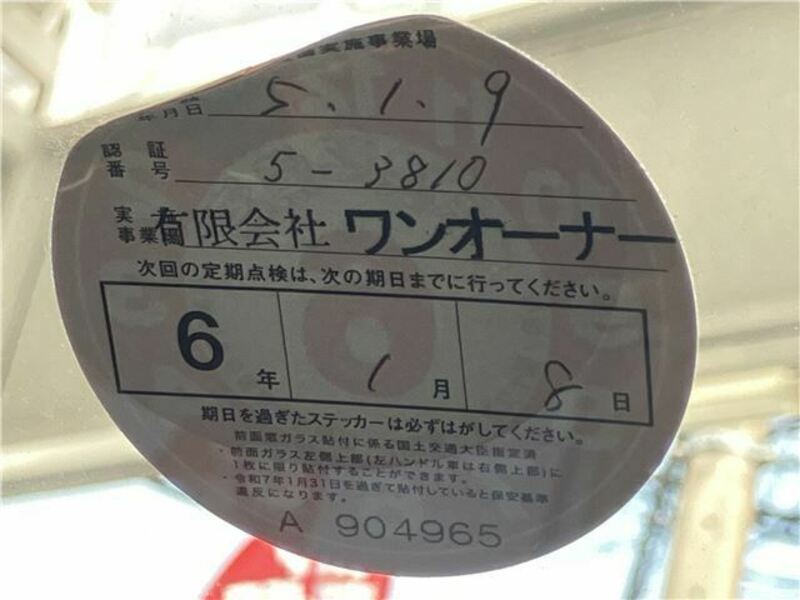 実施事業場
年月日 5.1.9
認証番号 5-3810
実施事業場 有限会社 ワンオーナー
次回の定期点検は、次の期日までに行ってください。
6年 1月 8日
期日を過ぎたステッカーは必ずはがしてください。
前面窓ガラス貼付に係る国土交通大臣指定済
・前面ガラス左側上部(左ハンドル車は右側上部)に
1枚に限り貼付することができます。
・令和7年1月31日を過ぎて貼付していると保安基準
違反になります。
A 904965